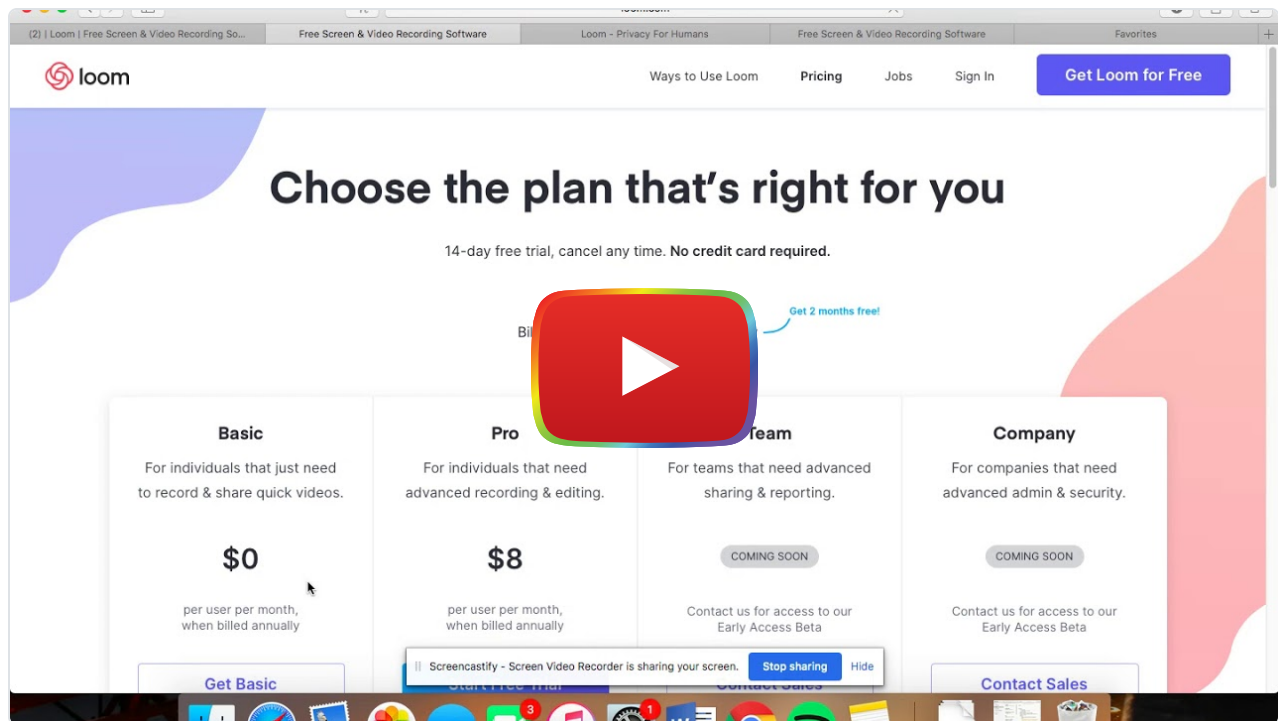 (2) | Loom | Free Screen & Video Recording So...
Free Screen & Video Recording Software
Loom - Privacy For Humans
Free Screen & Video Recording Software
Favorites
loom
Ways to Use Loom
Pricing
Jobs
Sign In
Get Loom for Free
Choose the plan that's right for you
14-day free trial, cancel any time. No credit card required.
Get 2 months free!
Basic
For individuals that just need
to record & share quick videos.
$0
per user per month,
when billed annually
Get Basic
Pro
For individuals that need
advanced recording & editing.
$8
per user per month,
when billed annually
Start Free Trial
Team
For teams that need advanced
sharing & reporting.
COMING SOON
Contact us for access to our
Early Access Beta
Contact Sales
Company
For companies that need
advanced admin & security.
COMING SOON
Contact us for access to our
Early Access Beta
Contact Sales
Screencastify - Screen Video Recorder is sharing your screen.
Stop sharing
Hide
3
1